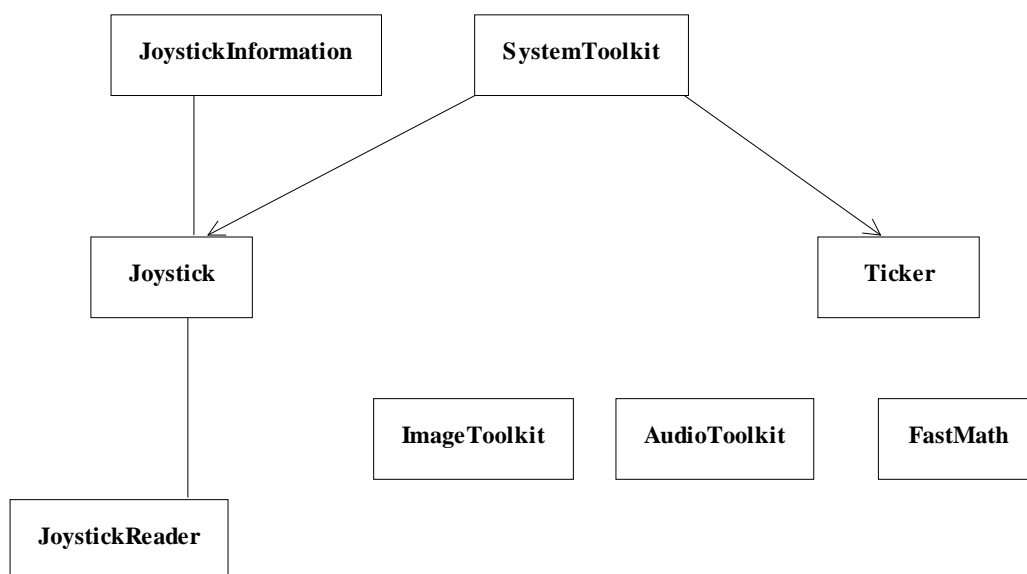 JoystickInformation
SystemToolkit
Joystick
Ticker
ImageToolkit
AudioToolkit
FastMath
JoystickReader